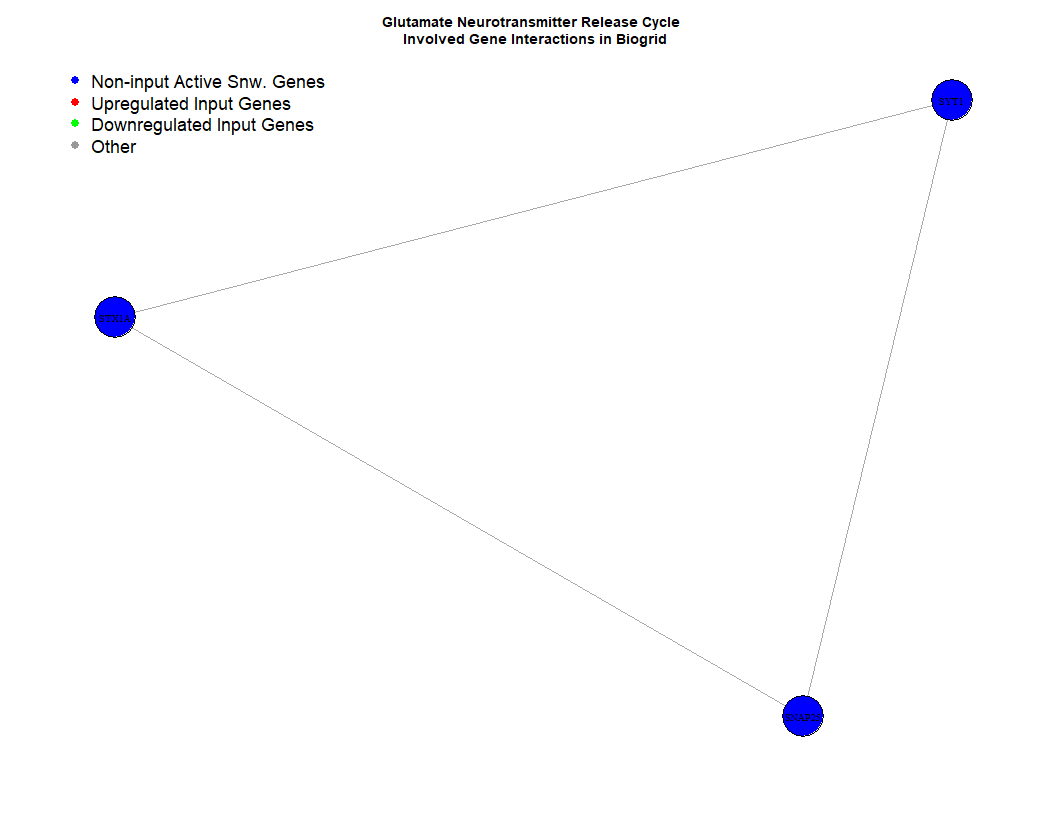 Glutamate Neurotransmitter Release Cycle
Involved Gene Interactions in Biogrid
Non-input Active Snw. Genes
Upregulated Input Genes
Downregulated Input Genes
Other
SYT1
STX1A
SNAP25